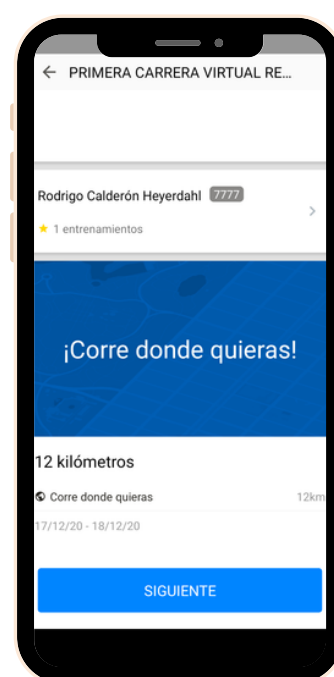 PRIMERA CARRERA VIRTUAL RE...
Rodrigo Calderón Heyerdahl 7777
1 entrenamientos
¡Corre donde quieras!
12 kilómetros
Corre donde quieras 12km
17/12/20 - 18/12/20
SIGUIENTE